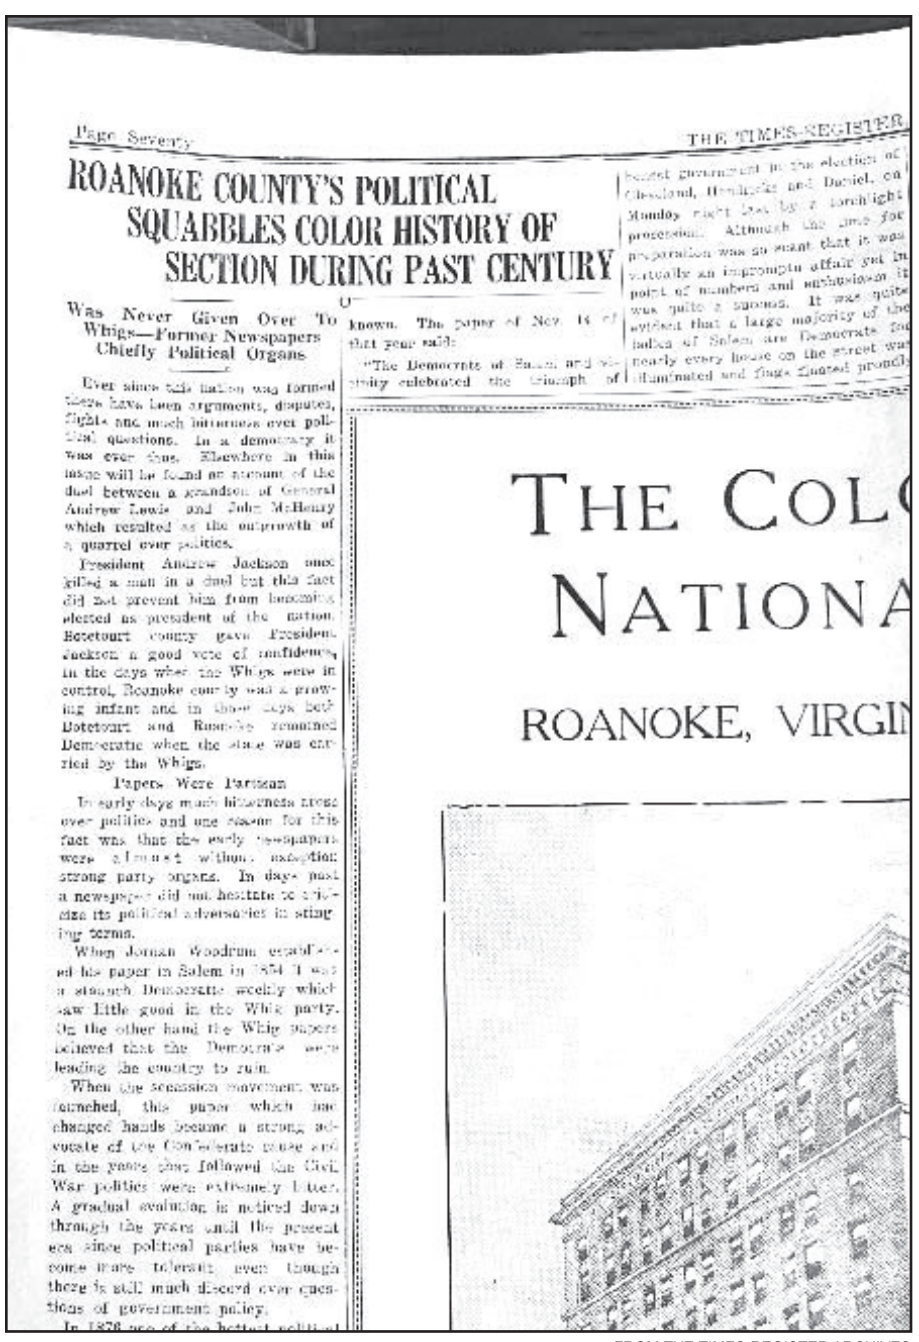 Page Seventy
THE TIMES-REGISTER
ROANOKE COUNTY'S POLITICAL
SQUABBLES COLOR HISTORY OF
SECTION DURING PAST CENTURY
Was Never Given Over To
Whigs—Former Newspapers
Chiefly Political Organs
Ever since this nation was formed
there have been arguments, disputes,
fights and much bitterness over poli-
tical questions. In a democracy it
was ever thus. Elsewhere in this
issue will be found an account of the
duel between a grandson of General
Andrew Lewis and John McHenry
which resulted as the outgrowth of
a quarrel over politics.
President Andrew Jackson once
killed a man in a duel but this fact
did not prevent him from becoming
elected as president of the nation.
Botetourt county gave President
Jackson a good vote of confidence,
in the days when the Whigs were in
control, Roanoke county was a grow-
ing infant and in those days both
Botetourt and Roanoke remained
Democratic when the state was car-
ried by the Whigs.
Papers Were Partisan
In early days much bitterness arose
over politics and one reason for this
fact was that the early newspapers
were almost without exception
strong party organs. In days past
a newspaper did not hesitate to criti-
cize its political adversaries in sting-
ing terms.
When Jornan Woodrum establish-
ed his paper in Salem in 1854 it was
a staunch Democratic weekly which
saw little good in the Whig party.
On the other hand the Whig papers
believed that the Democrats were
leading the country to ruin.
When the secession movement was
launched, this paper which had
changed hands became a strong ad-
vocate of the Confederate cause and
in the years that followed the Civil
War politics were extremely bitter.
A gradual evolution is noticed down
through the years until the present
era since political parties have be-
come more tolerant even though
there is still much discord over ques-
tions of government policy.
In 1876 one of the hottest political
known. The paper of Nov. 14 of
that year said:
"The Democrats of Salem and vi-
cinity celebrated the triumph of
honest government in the election of
Cleveland, Hendricks and Daniel, on
Monday night last by a torchlight
procession. Although the time for
preparation was so scant that it was
virtually an impromptu affair yet in
point of numbers and enthusiasm it
was quite a success. It was quite
evident that a large majority of the
ladies of Salem are Democrats for
nearly every house on the street was
illuminated and flags floated proudly
THE COLO
NATIONA
ROANOKE, VIRGIN